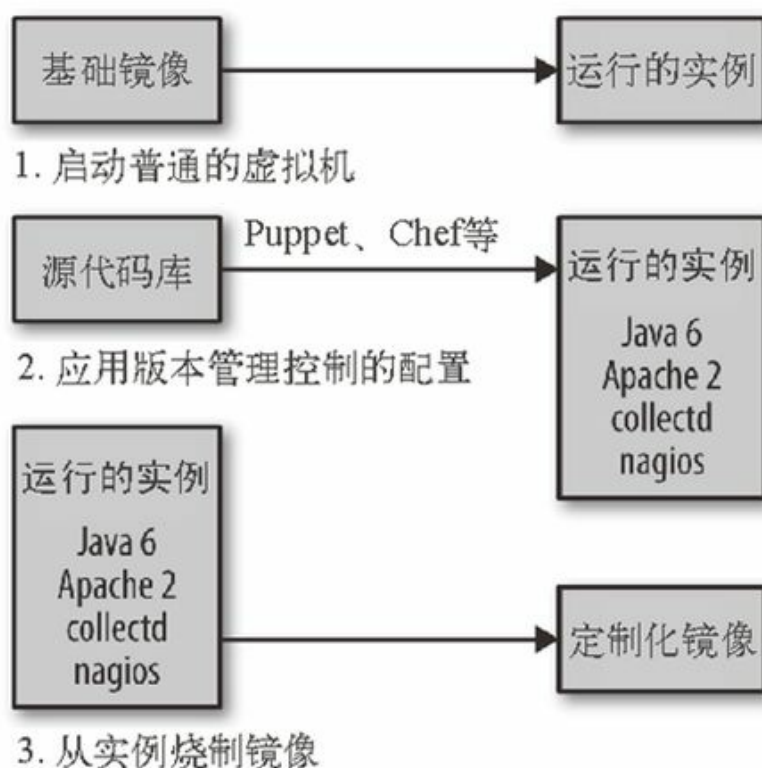 基础镜像
运行的实例
1. 启动普通的虚拟机
源代码库
Puppet、Chef等
运行的实例
Java 6
Apache 2
collectd
nagios
2. 应用版本管理控制的配置
运行的实例
Java 6
Apache 2
collectd
nagios
定制化镜像
3. 从实例烧制镜像